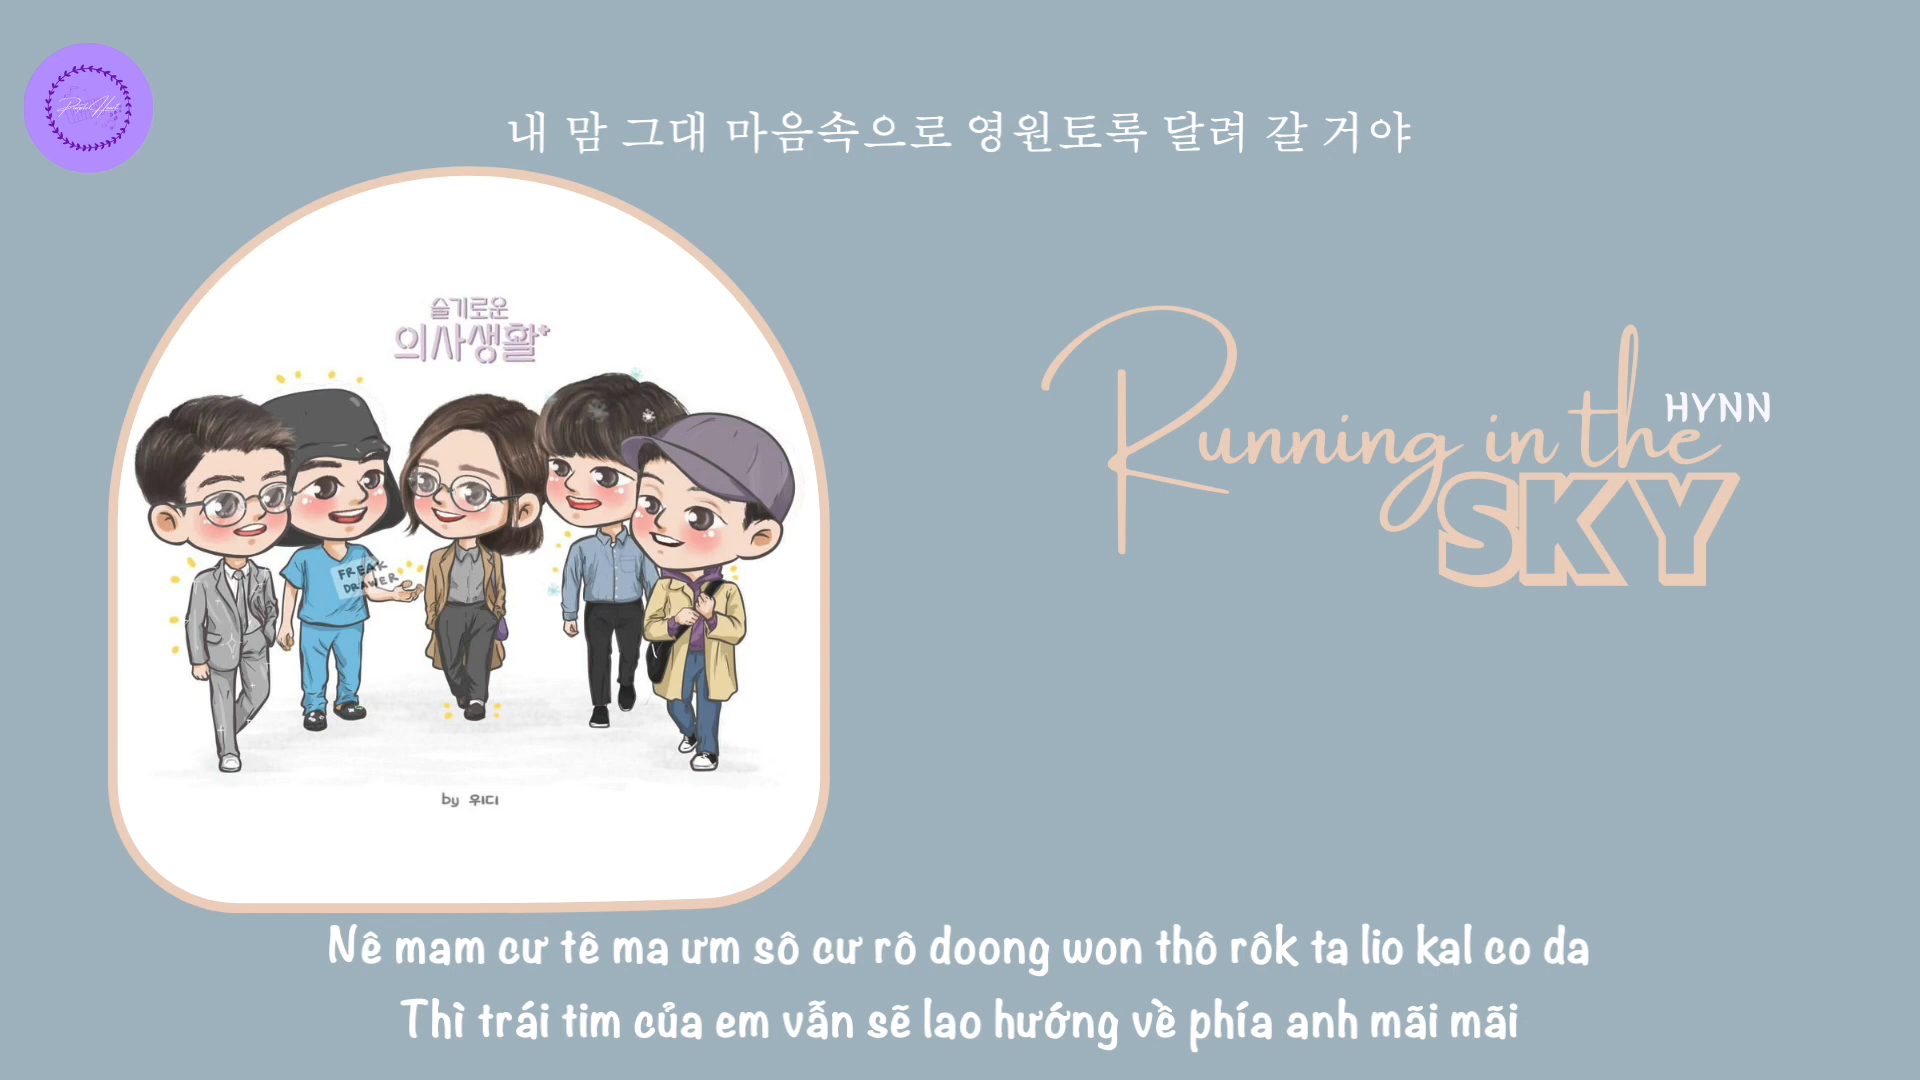 내 맘 그대 마음속으로 영원토록 달려 갈 거야
슬기로운
의사생활+
FREAK
DRAWER
by 우디
Running in the
HYNN
SKY
Nê mam cư tê ma ưm sô cư rô doong won thô rôk ta lio kal co da
Thì trái tim của em vẫn sẽ lao hướng về phía anh mãi mãi